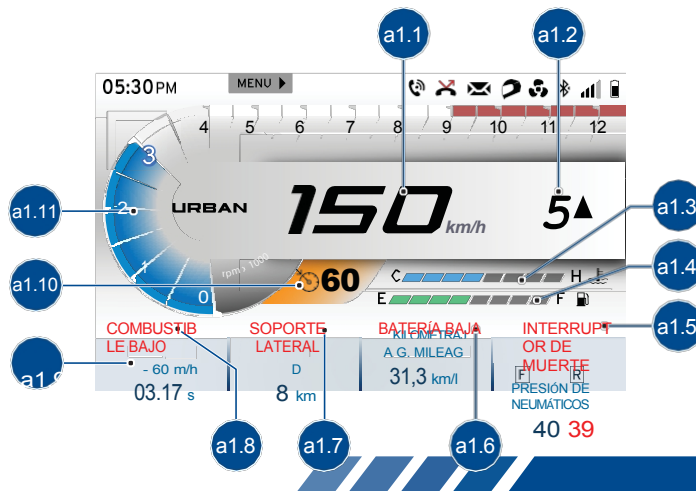 a1.1
a1.2
05:30 PM
MENU
4 5 6 7 8 9 10 11 12
3
2
1
0
rpm x 1000
URBAN
150 km/h
5
a1.11
a1.3
a1.10
60
C H
a1.4
E F
a1.5
COMBUSTIB
LE BAJO
SOPORTE
LATERAL
BATERÍA BAJA
INTERRUPT
OR DE
MUERTE
- 60 m/h
03.17 s
D
8 km
A G. MILEAG
31,3 km/l
F R
PRESIÓN DE
NEUMÁTICOS
40 39
a1.8
a1.7
a1.6